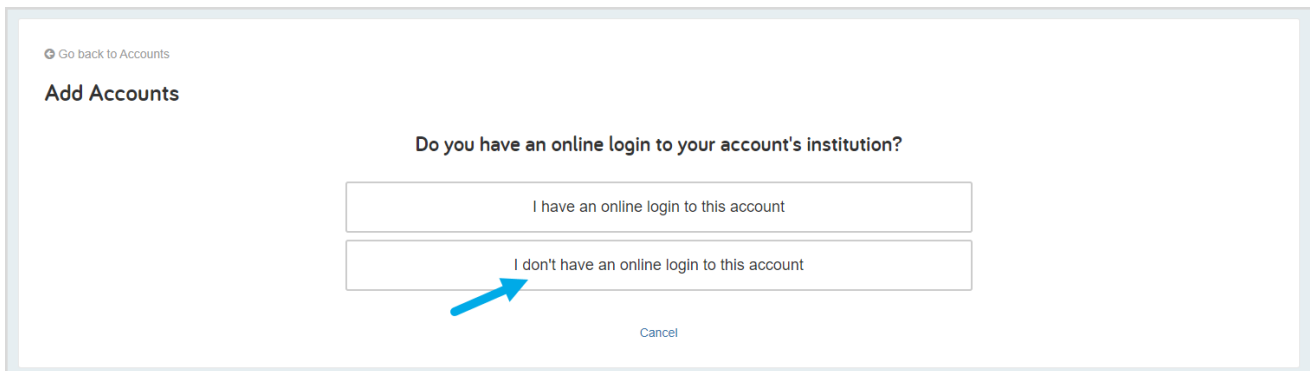 Go back to Accounts
Add Accounts
Do you have an online login to your account's institution?
I have an online login to this account
I don't have an online login to this account
Cancel